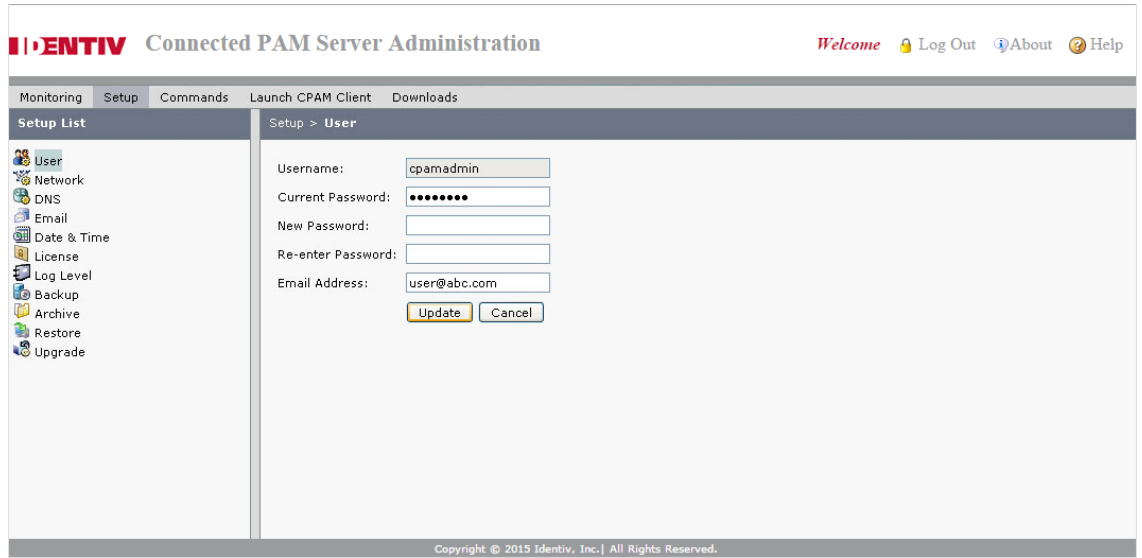 IDENTIV Connected PAM Server Administration Welcome Log Out About Help
Monitoring Setup Commands Launch CPAM Client Downloads
Setup List
Setup > User
User
Network
DNS
Email
Date & Time
License
Log Level
Backup
Archive
Restore
Upgrade
Username: cpamadmin
Current Password: ●●●●●●●●
New Password:
Re-enter Password:
Email Address: user@abc.com
Update Cancel
Copyright © 2015 Identiv, Inc.| All Rights Reserved.